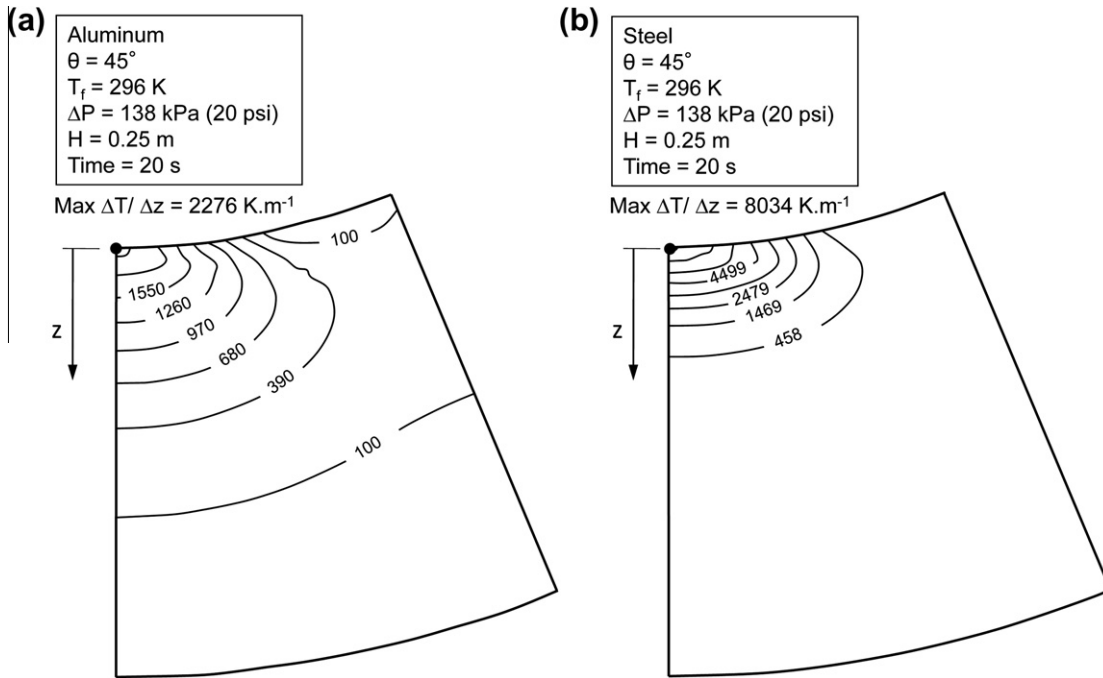 (a)
Aluminum
θ = 45°
T_f = 296 K
ΔP = 138 kPa (20 psi)
H = 0.25 m
Time = 20 s
Max ΔT/ Δz = 2276 K.m⁻¹
100
1550
1260
970
680
390
100
z
(b)
Steel
θ = 45°
T_f = 296 K
ΔP = 138 kPa (20 psi)
H = 0.25 m
Time = 20 s
Max ΔT/ Δz = 8034 K.m⁻¹
4499
2479
1469
458
z